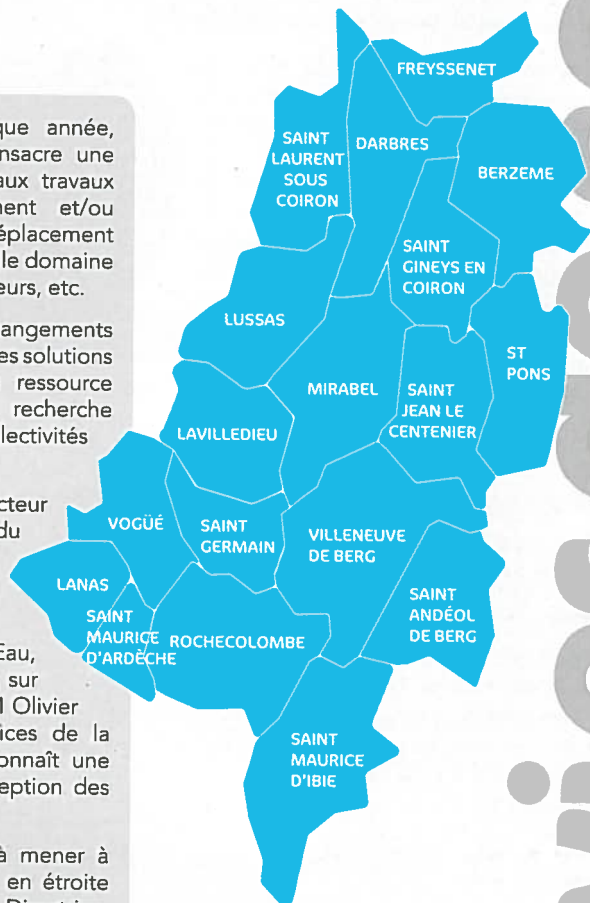 que année,
nsacre une
aux travaux
ment et/ou
éplacement
le domaine
eurs, etc.
angements
es solutions
ressource
recherche
lectivités
cteur
du
Eau,
sur
Olivier
ices de la
onnaît une
eption des
à mener à
en étroite
FREYSSENET
SAINT
LAURENT
SOUS
COIRON
DARBRES
BERZEME
SAINT
GINEYS EN
COIRON
LUSSAS
ST
PONS
MIRABEL
SAINT
JEAN LE
CENTENIER
LAVILLEDIEU
VOGÜÉ
SAINT
GERMAIN
VILLENEUVE
DE BERG
LANAS
SAINT
MAURICE
D'ARDÈCHE
ROCHECOLOMBE
SAINT
ANDÉOL
DE BERG
SAINT
MAURICE
D'IBIE